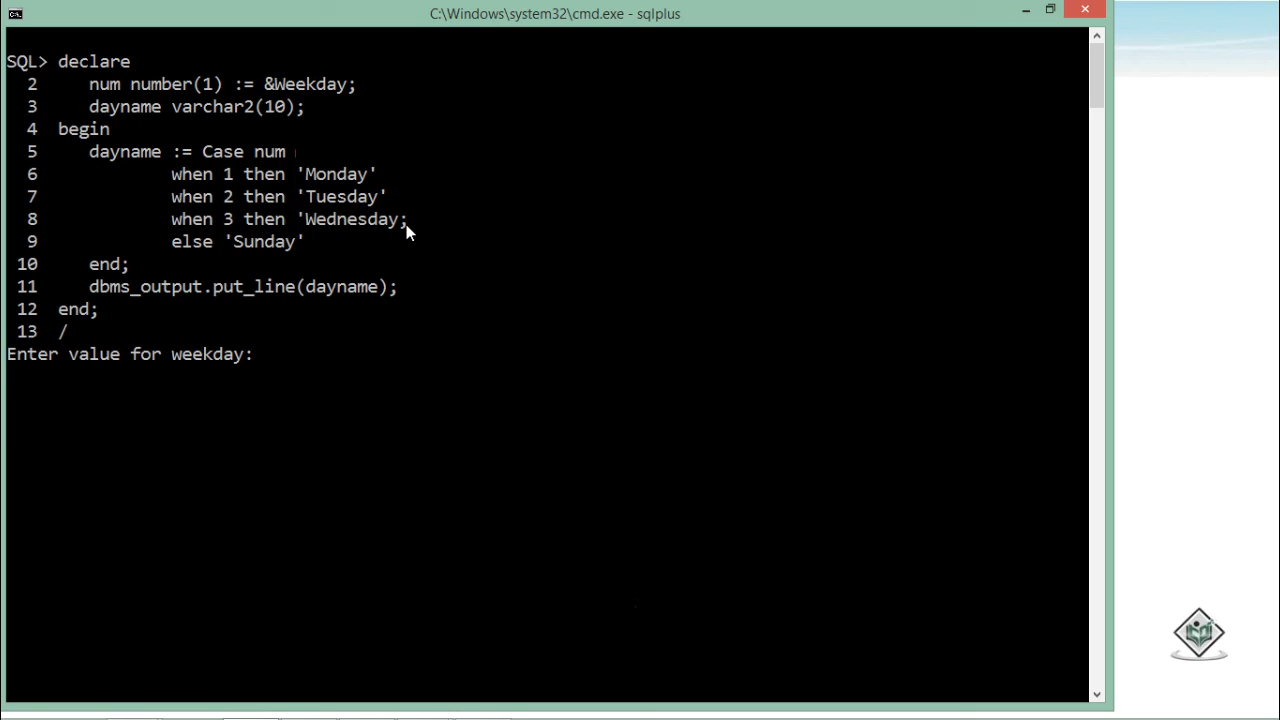 C:\Windows\system32\cmd.exe - sqlplus
SQL> declare
2 num number(1) := &Weekday;
3 dayname varchar2(10);
4 begin
5 dayname := Case num
6 when 1 then 'Monday'
7 when 2 then 'Tuesday'
8 when 3 then 'Wednesday;
9 else 'Sunday'
10 end;
11 dbms_output.put_line(dayname);
12 end;
13 /
Enter value for weekday: